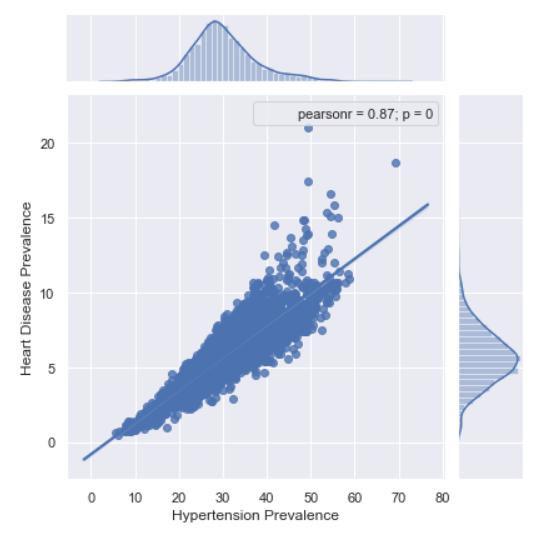 pearsonr = 0.87; p = 0
20
15
10
5
0
Heart Disease Prevalence
0 10 20 30 40 50 60 70 80
Hypertension Prevalence